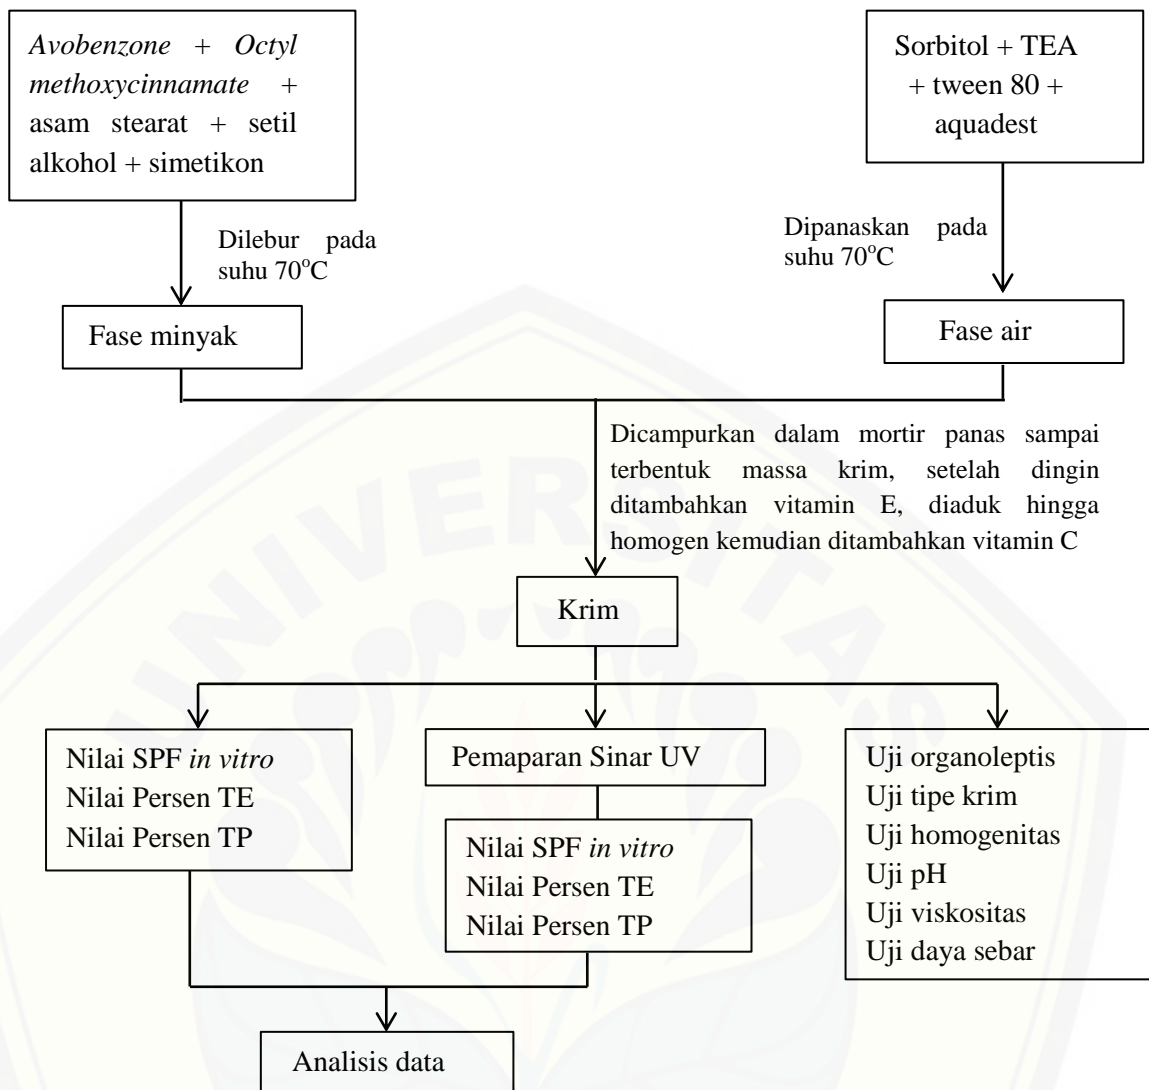 Avobenzone + Octyl
methoxycinnamate +
asam stearat + setil
alkohol + simetikon
Sorbitol + TEA
+ tween 80 +
aquadest
Dilebur pada
suhu 70°C
Dipanaskan pada
suhu 70°C
Fase minyak
Fase air
Dicampurkan dalam mortir panas sampai
terbentuk massa krim, setelah dingin
ditambahkan vitamin E, diaduk hingga
homogen kemudian ditambahkan vitamin C
Krim
Nilai SPF in vitro
Nilai Persen TE
Nilai Persen TP
Pemaparan Sinar UV
Nilai SPF in vitro
Nilai Persen TE
Nilai Persen TP
Uji organoleptis
Uji tipe krim
Uji homogenitas
Uji pH
Uji viskositas
Uji daya sebar
Analisis data
UNIVERSITAS